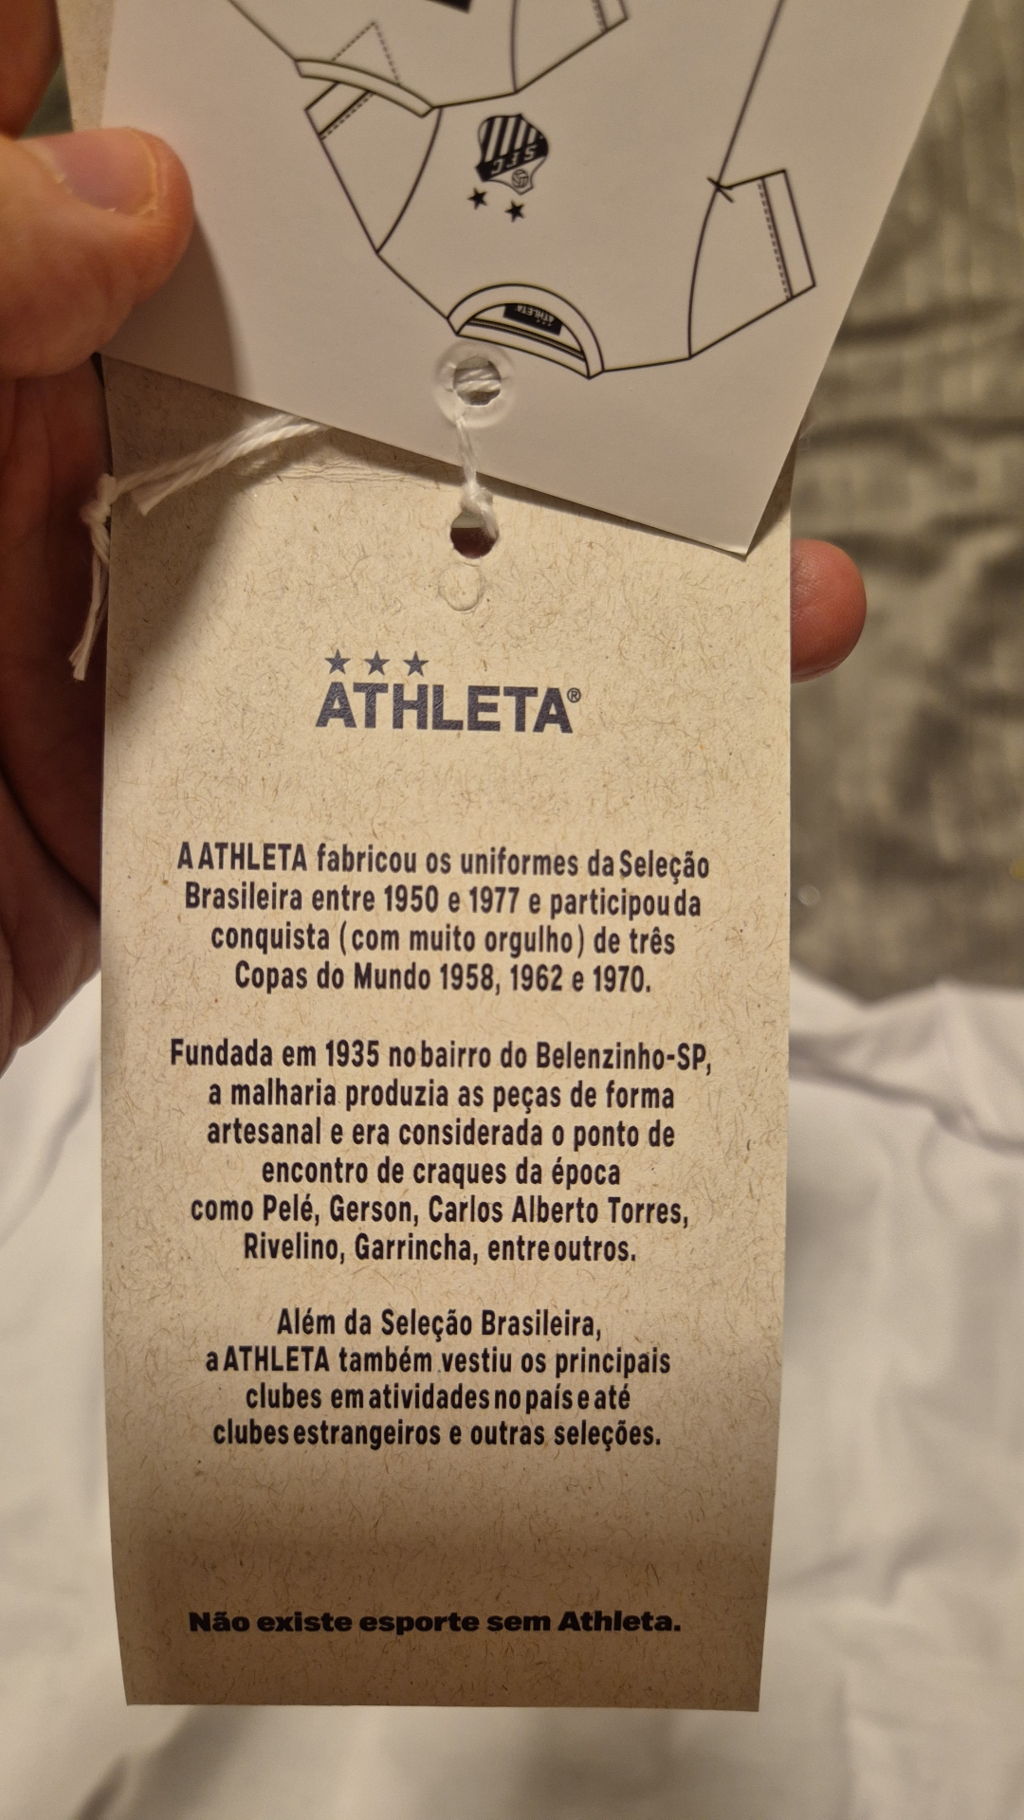 SFC
ATHLETA
ATHLETA®
A ATHLETA fabricou os uniformes da Seleção
Brasileira entre 1950 e 1977 e participou da
conquista (com muito orgulho) de três
Copas do Mundo 1958, 1962 e 1970.
Fundada em 1935 no bairro do Belenzinho-SP,
a malharia produzia as peças de forma
artesanal e era considerada o ponto de
encontro de craques da época
como Pelé, Gerson, Carlos Alberto Torres,
Rivelino, Garrincha, entre outros.
Além da Seleção Brasileira,
a ATHLETA também vestiu os principais
clubes em atividades no país e até
clubes estrangeiros e outras seleções.
Não existe esporte sem Athleta.